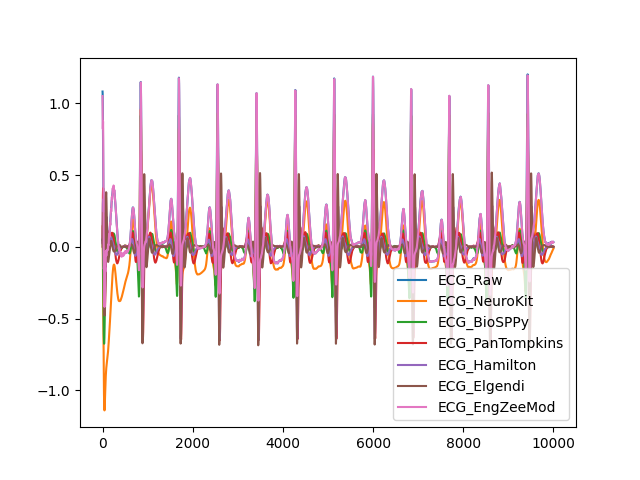 1.0
0.5
0.0
−0.5
−1.0
0
2000
4000
6000
8000
10000
ECG_Raw
ECG_NeuroKit
ECG_BioSPPy
ECG_PanTompkins
ECG_Hamilton
ECG_Elgendi
ECG_EngZeeMod